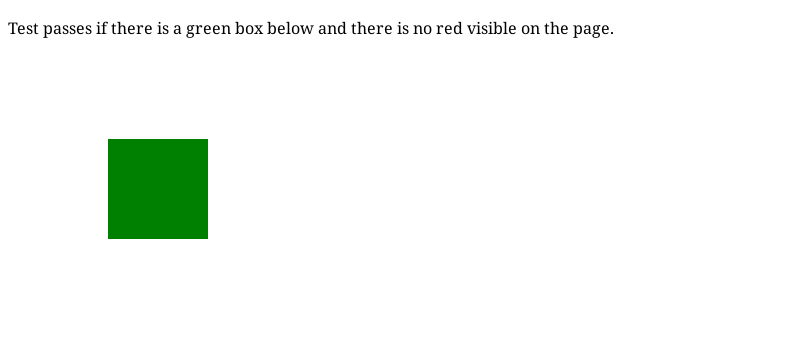 Test passes if there is a green box below and there is no red visible on the page.